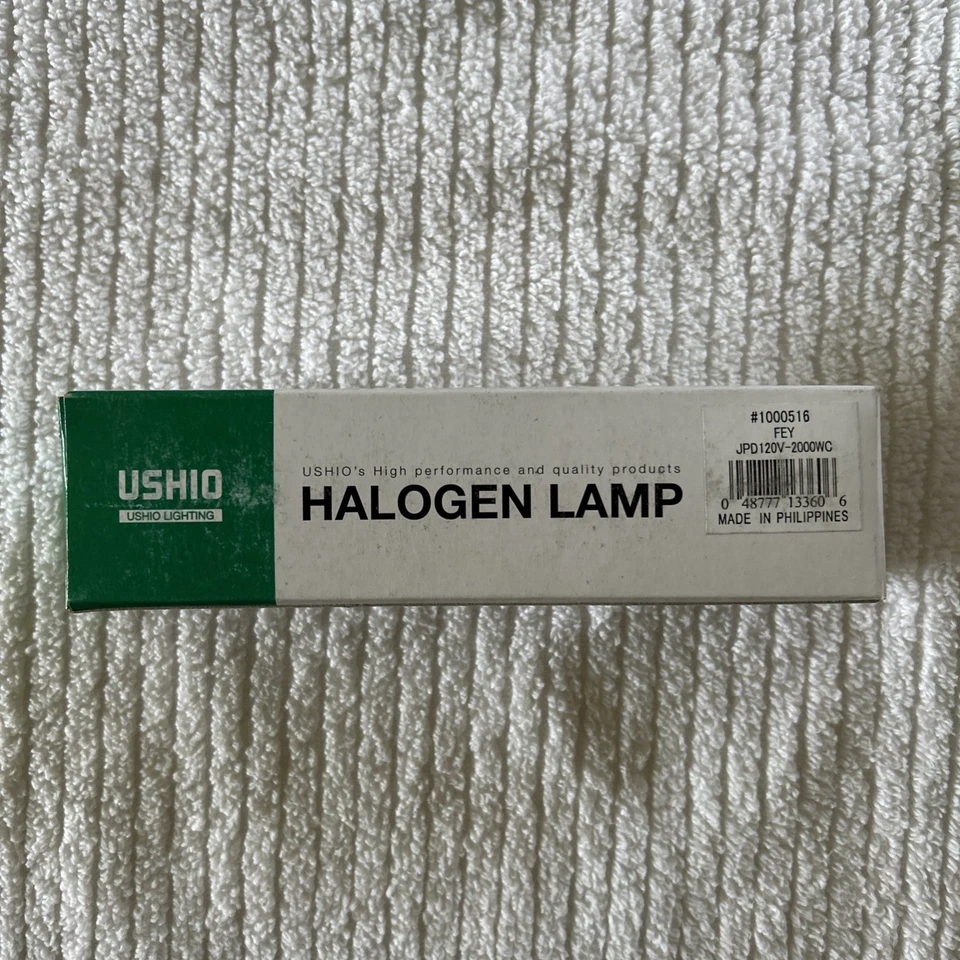 USHIO
USHIO LIGHTING
USHIO's High performance and quality products
HALOGEN LAMP
#1000516
FEY
JPD120V-2000WC
0 48777 13360 6
MADE IN PHILIPPINES